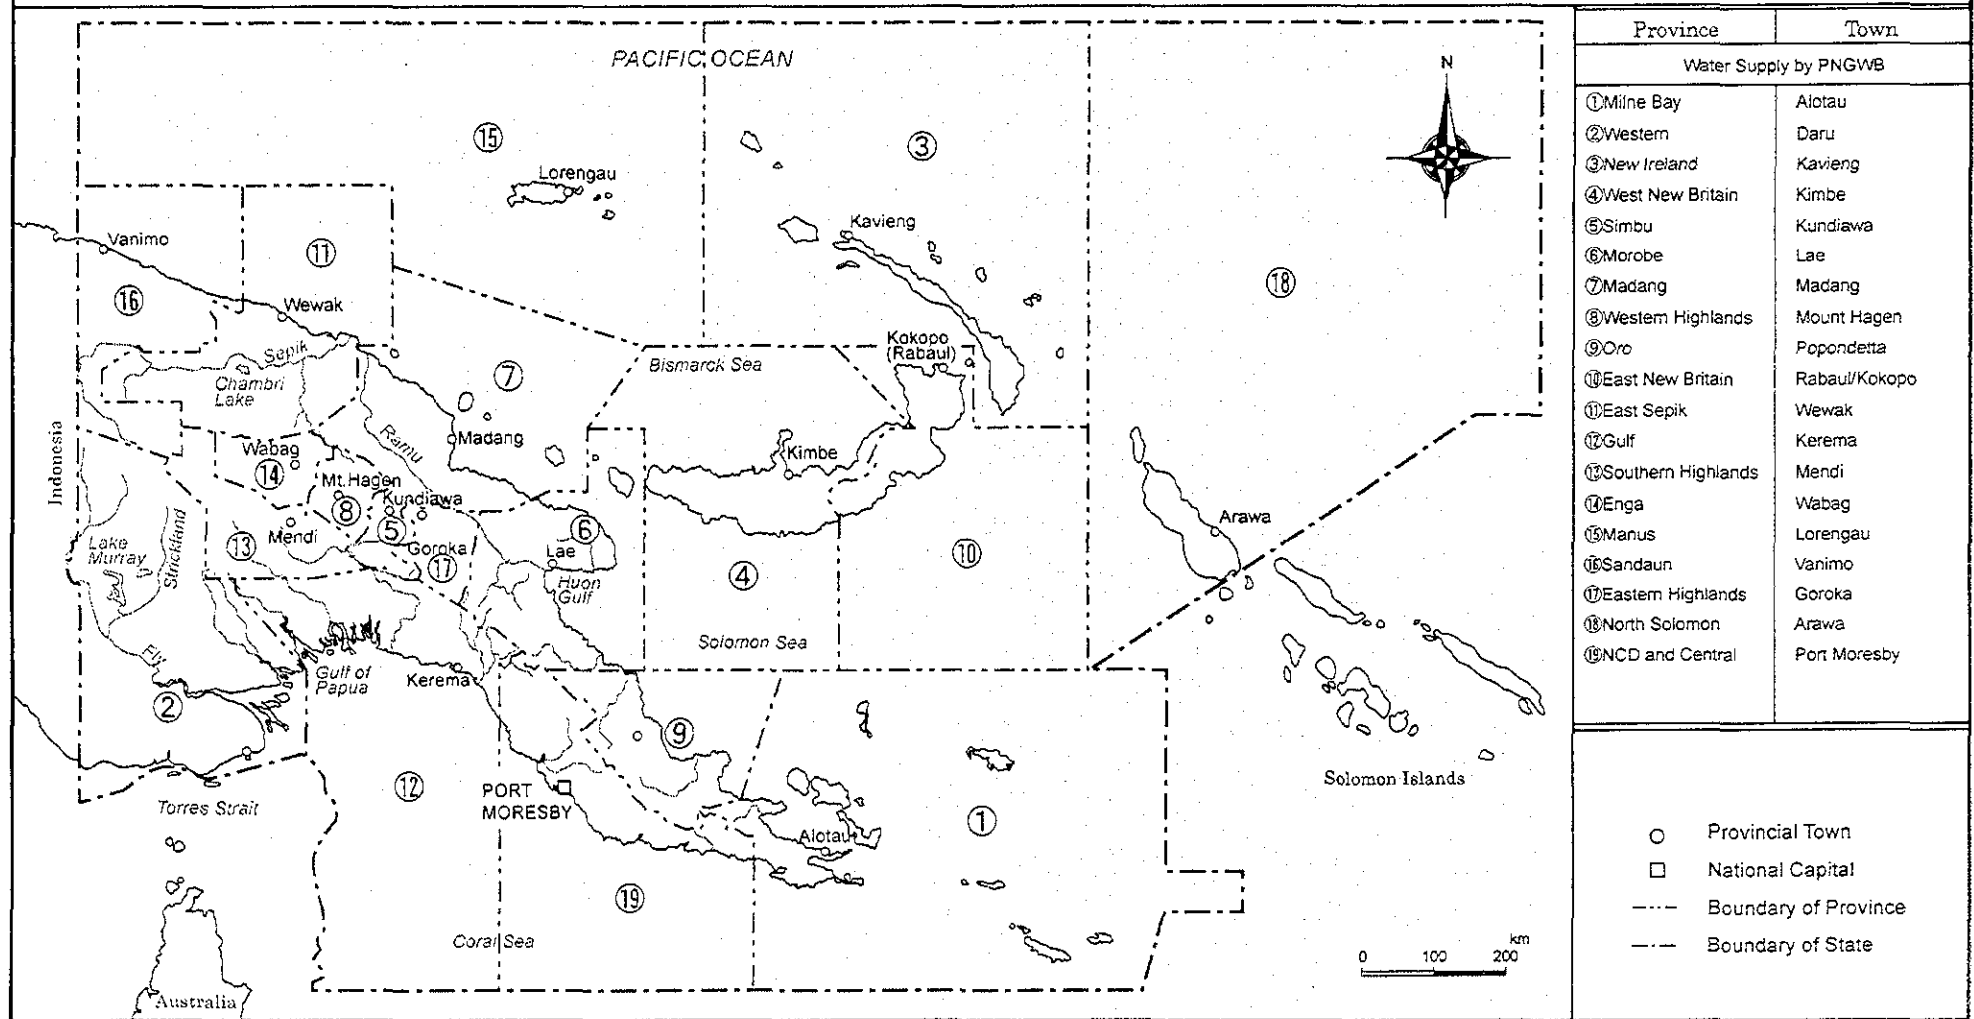 PACIFIC OCEAN
⑮
③
Lorengau
Kavieng
Vanimo
⑪
⑱
⑯
Wewak
Sepik
Kokopo
(Rabaul)
Bismarck Sea
Chambri
Lake
⑦
Indonesia
Ramu
Madang
Wabag
Kimbe
⑭
Mt.Hagen
Kundiawa
⑧
⑤
⑥
Arawa
Mendi
⑬
Goroka
Lae
⑩
Lake
Murray
Strickland
⑰
④
Huon
Gulf
Solomon Sea
Fly
Gulf of
Papua
Kerema
②
⑨
Solomon Islands
⑫
PORT
MORESBY
Torres Strait
①
Alotau
⑲
Coral Sea
Australia
N
km
0 100 200
Province Town
Water Supply by PNGWB
①Milne Bay Alotau
②Western Daru
③New Ireland Kavieng
④West New Britain Kimbe
⑤Simbu Kundiawa
⑥Morobe Lae
⑦Madang Madang
⑧Western Highlands Mount Hagen
⑨Oro Popondetta
⑩East New Britain Rabaul/Kokopo
⑪East Sepik Wewak
⑫Gulf Kerema
⑬Southern Highlands Mendi
⑭Enga Wabag
⑮Manus Lorengau
⑯Sandaun Vanimo
⑰Eastern Highlands Goroka
⑱North Solomon Arawa
⑲NCD and Central Port Moresby
Provincial Town
National Capital
Boundary of Province
Boundary of State